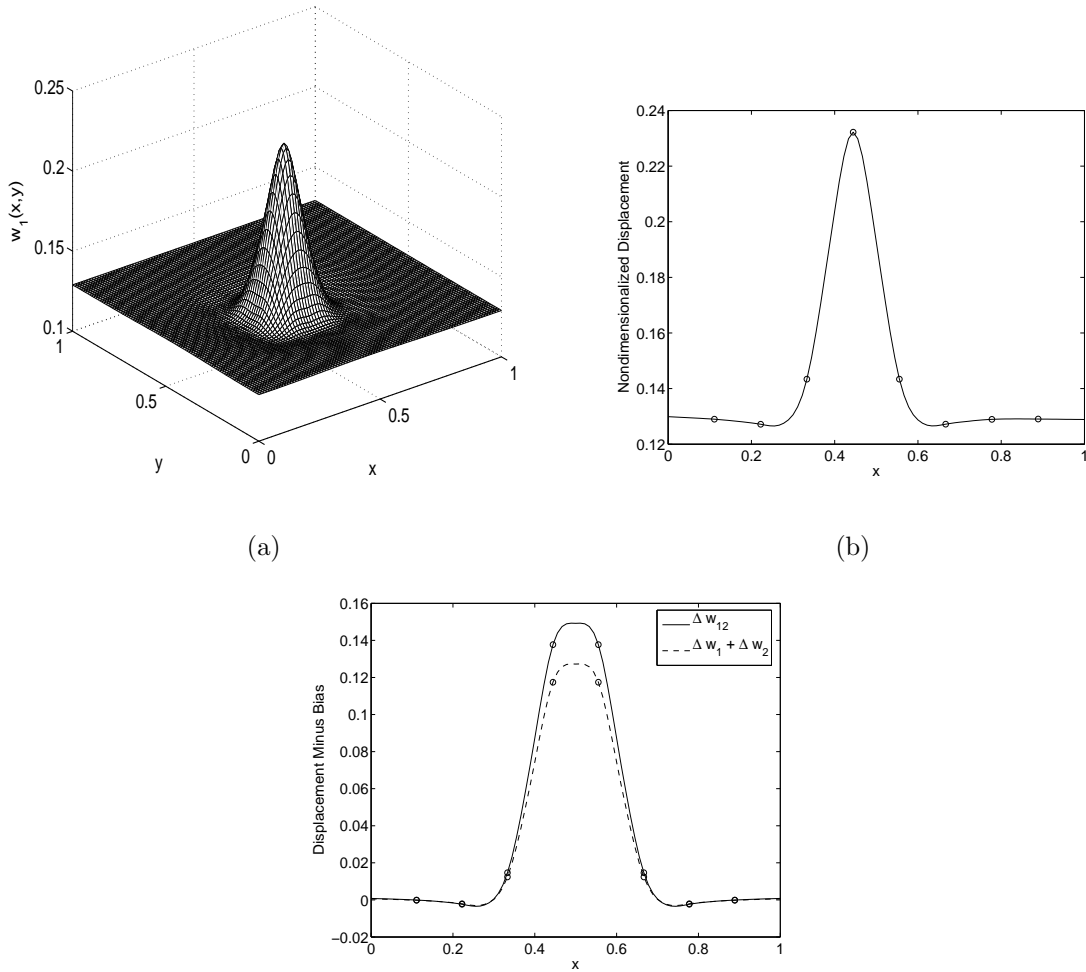 0.25
0.2
0.15
0.1
w1(x,y)
1
0.5
0
y
0
0.5
1
x
(a)
0.24
0.22
0.2
0.18
0.16
0.14
0.12
Nondimensionalized Displacement
0 0.2 0.4 0.6 0.8 1
x
(b)
0.16
0.14
0.12
0.1
0.08
0.06
0.04
0.02
0
−0.02
Displacement Minus Bias
Δ w12
Δ w1 + Δ w2
0 0.2 0.4 0.6 0.8 1
x